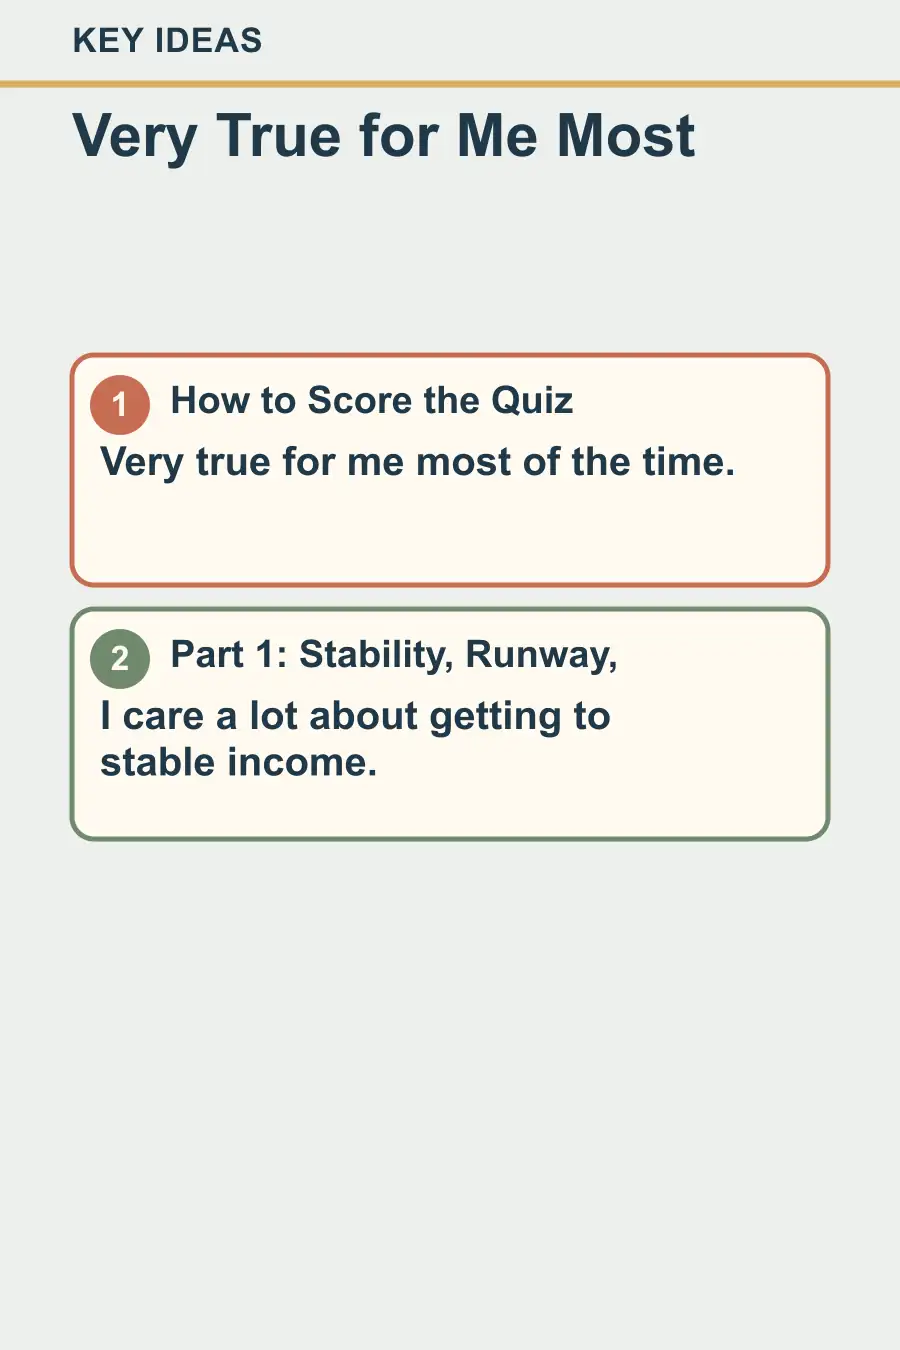 KEY IDEAS
Very True for Me Most
1 How to Score the Quiz
Very true for me most of the time.
2 Part 1: Stability, Runway,
I care a lot about getting to
stable income.